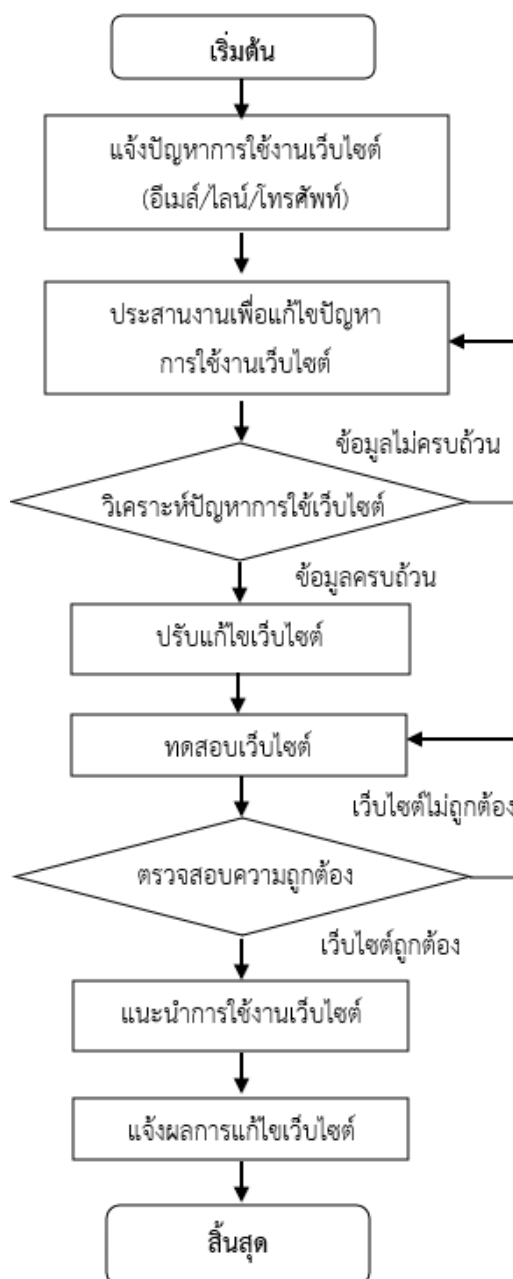 เริ่มต้น
แจ้งปัญหาการใช้งานเว็บไซต์
(อีเมล์/ไลน์/โทรศัพท์)
ประสานงานเพื่อแก้ไขปัญหา
การใช้งานเว็บไซต์
ข้อมูลไม่ครบถ้วน
วิเคราะห์ปัญหาการใช้เว็บไซต์
ข้อมูลครบถ้วน
ปรับแก้ไขเว็บไซต์
ทดสอบเว็บไซต์
เว็บไซต์ไม่ถูกต้อง
ตรวจสอบความถูกต้อง
เว็บไซต์ถูกต้อง
แนะนำการใช้งานเว็บไซต์
แจ้งผลการแก้ไขเว็บไซต์
สิ้นสุด